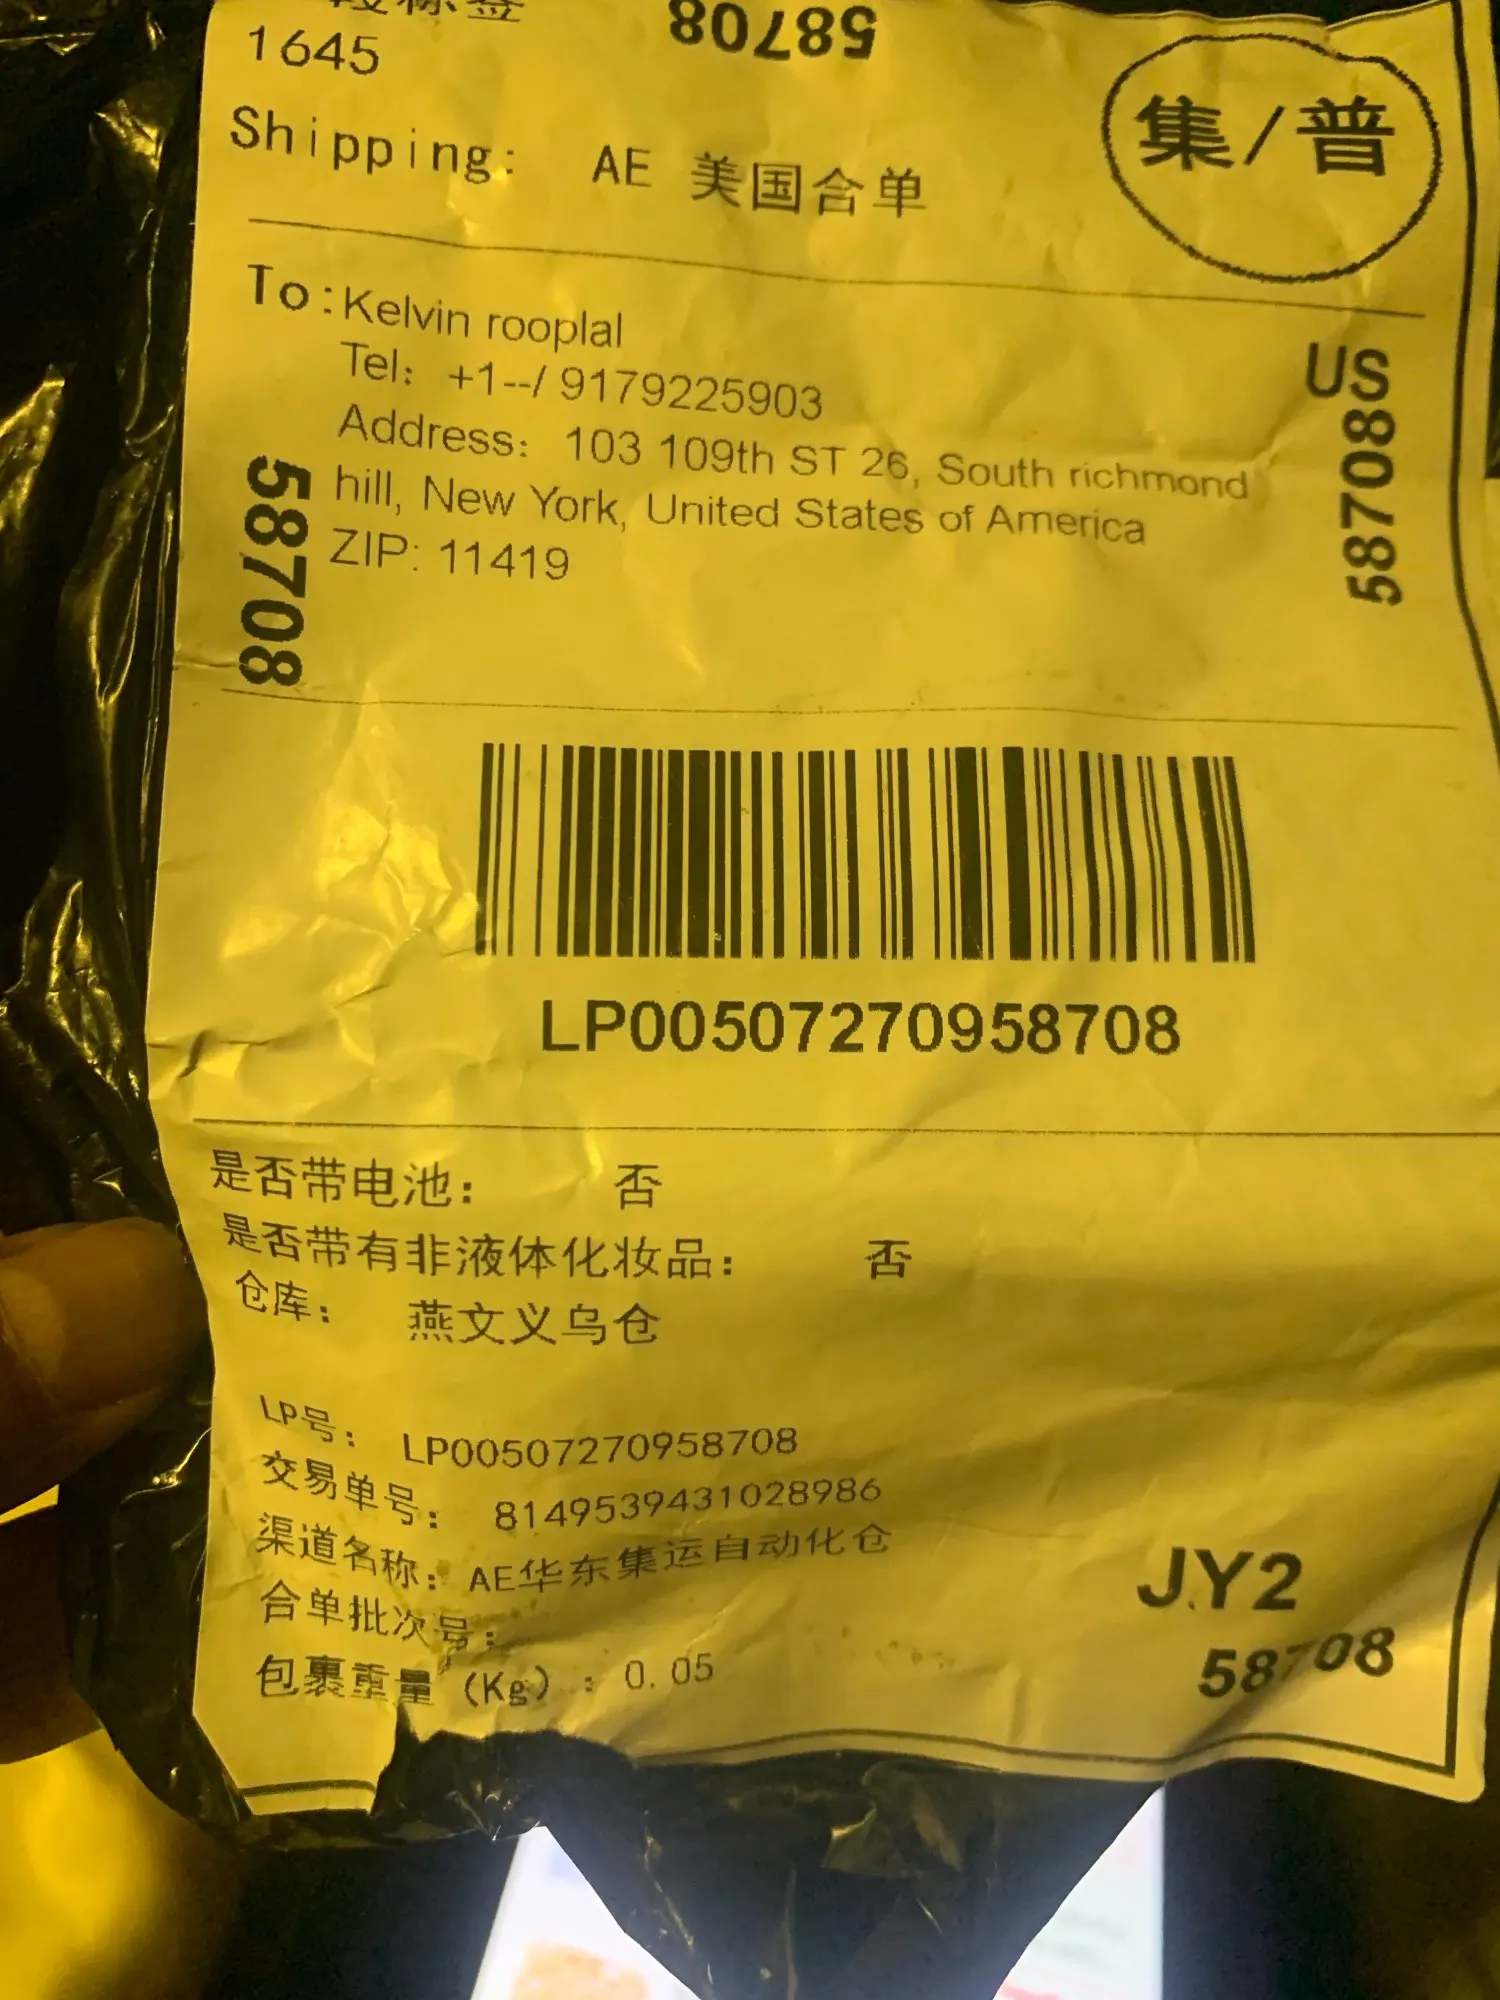 58708
1645
集/普
Shipping: AE 美国合单
To:Kelvin rooplal
Tel: +1--/ 9179225903
Address: 103 109th ST 26, South richmond
hill, New York, United States of America
ZIP: 11419
US
58708
58708
LP00507270958708
是否带电池: 否
是否带有非液体化妆品: 否
仓库: 燕文义乌仓
LP号: LP00507270958708
交易单号: 8149539431028986
渠道名称: AE华东集运自动化仓
合单批次号:
包裹重量 (Kg) : 0.05
JY2
58708